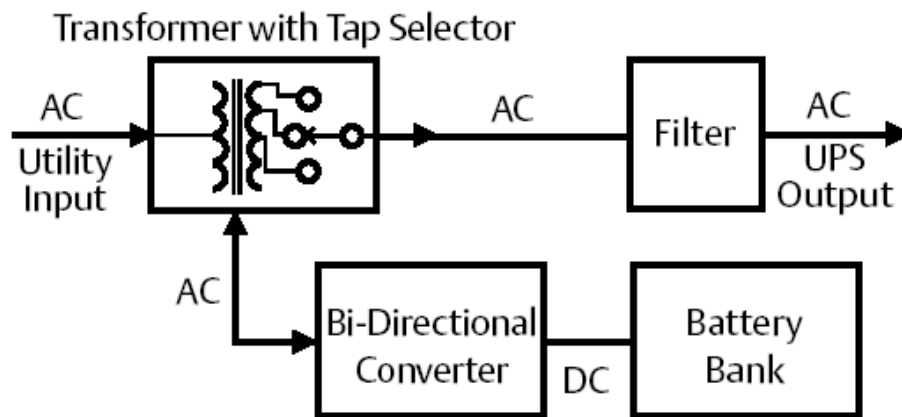 Transformer with Tap Selector
AC
Utility
Input
AC
Filter
AC
UPS
Output
AC
Bi-Directional
Converter
DC
Battery
Bank